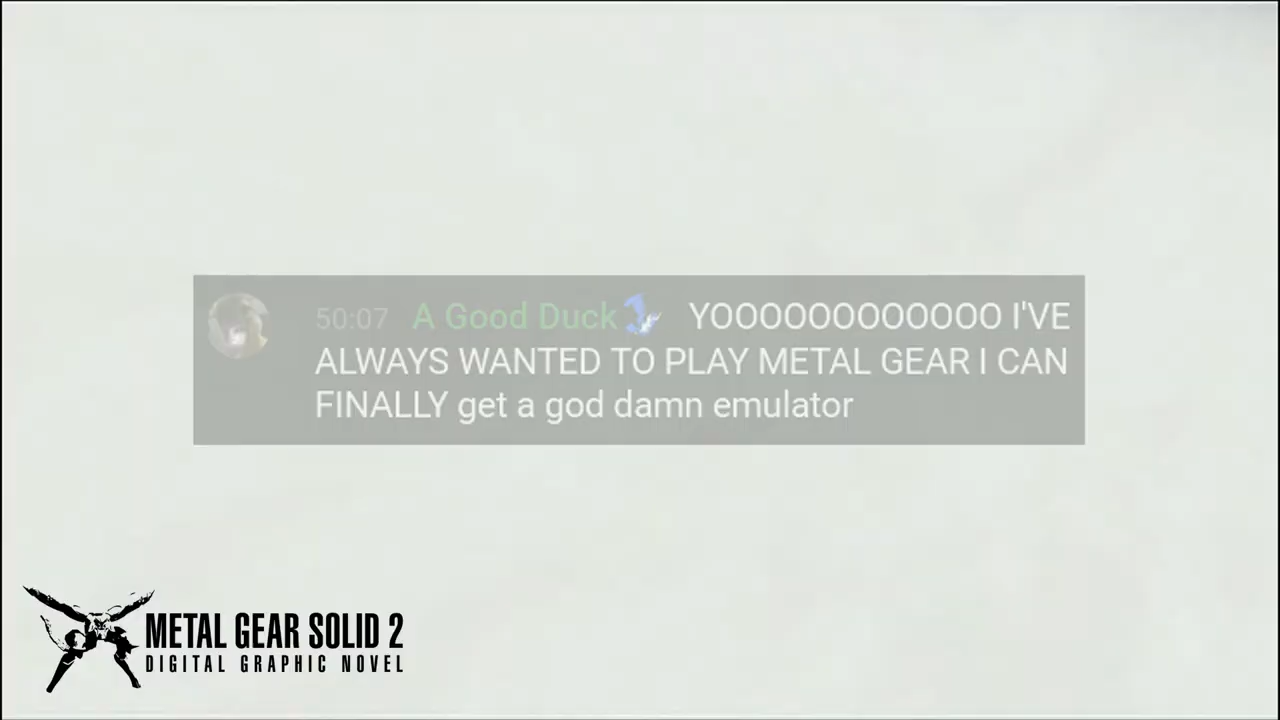 50:07 A Good Duck YOOOOOOOOOOOOO I'VE
ALWAYS WANTED TO PLAY METAL GEAR I CAN
FINALLY get a god damn emulator
METAL GEAR SOLID 2
DIGITAL GRAPHIC NOVEL